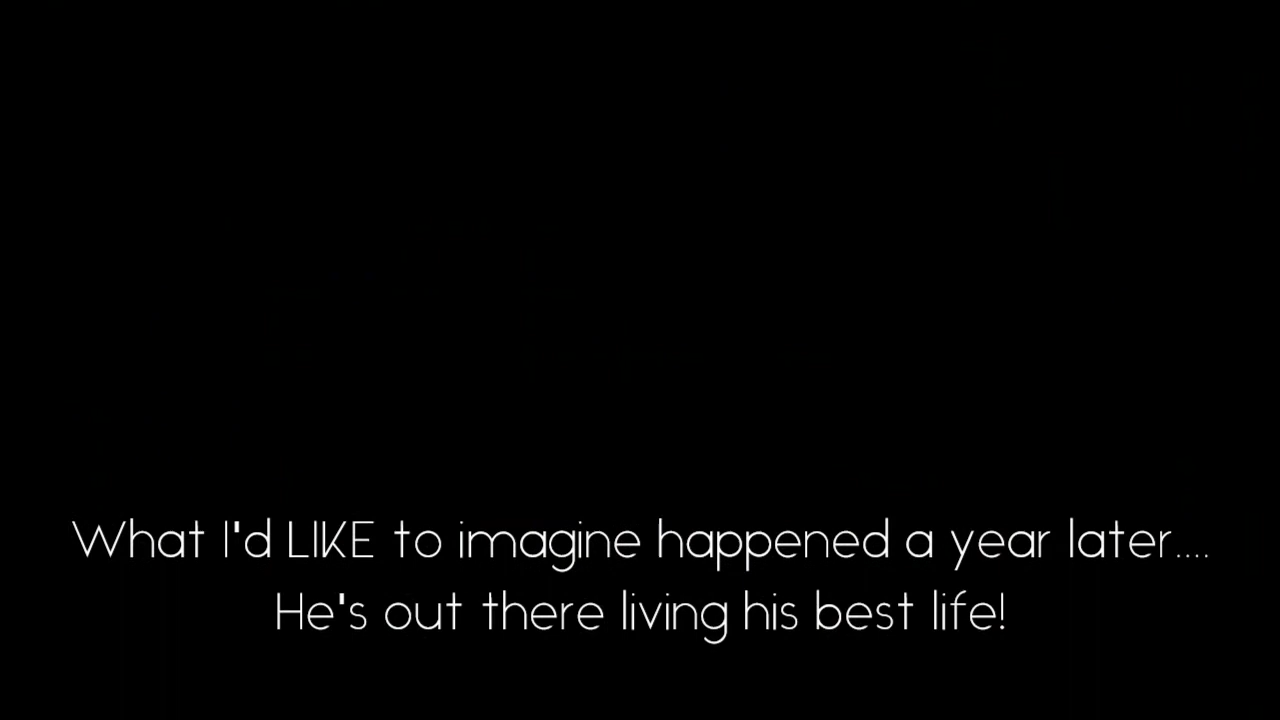 What I'd LIKE to imagine happened a year later....
He's out there living his best life!